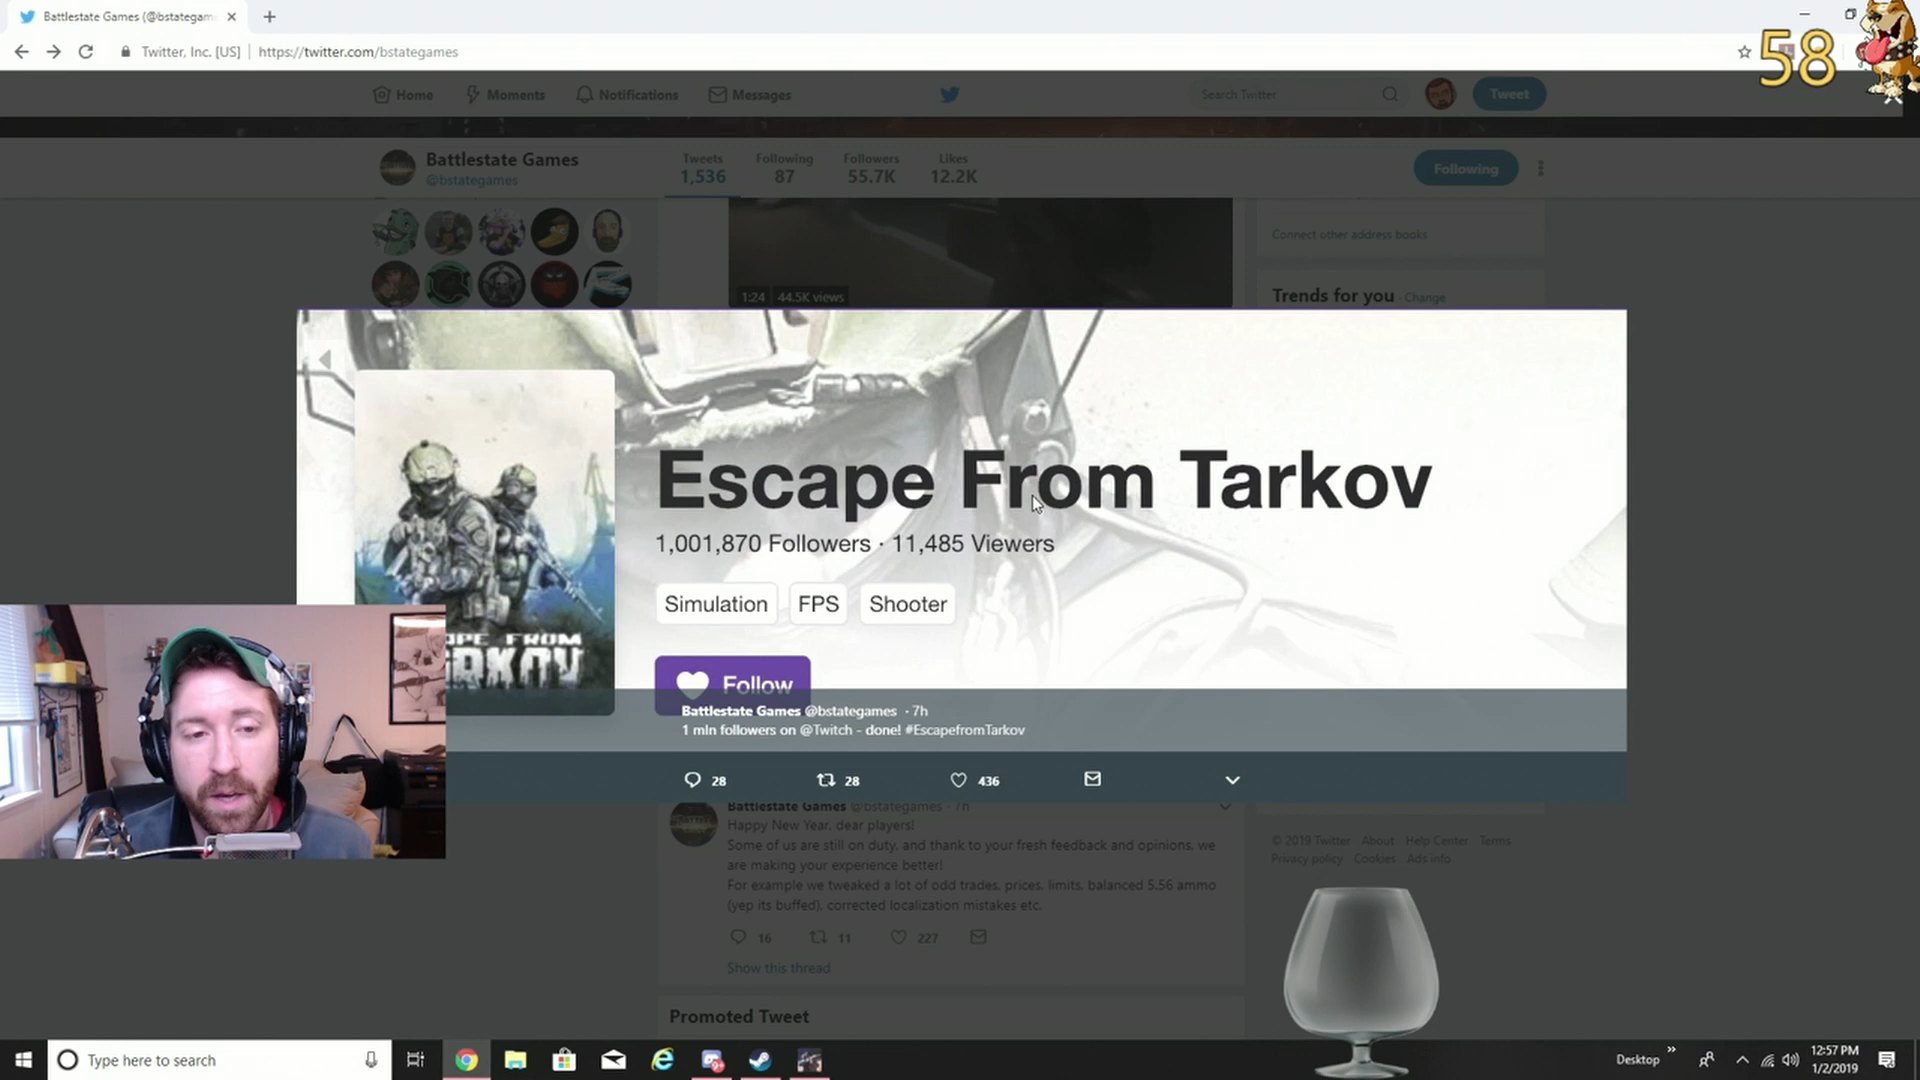 Battlestate Games (@bstategam
58
Twitter, Inc. [US]
https://twitter.com/bstategames
Home
Moments
Notifications
Messages
Search Twitter
Tweet
Battlestate Games
@bstategames
Tweets
1,536
Following
87
Followers
55.7K
Likes
12.2K
Following
1:24
44.5K views
Connect other address books
Trends for you · Change
Escape From Tarkov
1,001,870 Followers · 11,485 Viewers
Simulation
FPS
Shooter
Follow
Battlestate Games @bstategames · 7h
1 mln followers on @Twitch - done! #EscapefromTarkov
28
28
436
Battlestate Games @bstategames · 7h
Happy New Year, dear players!
Some of us are still on duty, and thank to your fresh feedback and opinions, we
are making your experience better!
For example we tweaked a lot of odd trades, prices, limits, balanced 5.56 ammo
(yep its buffed), corrected localization mistakes etc.
16
11
227
Show this thread
Promoted Tweet
© 2019 Twitter About Help Center Terms
Privacy policy Cookies Ads info
Type here to search
Desktop
12:57 PM
1/2/2019